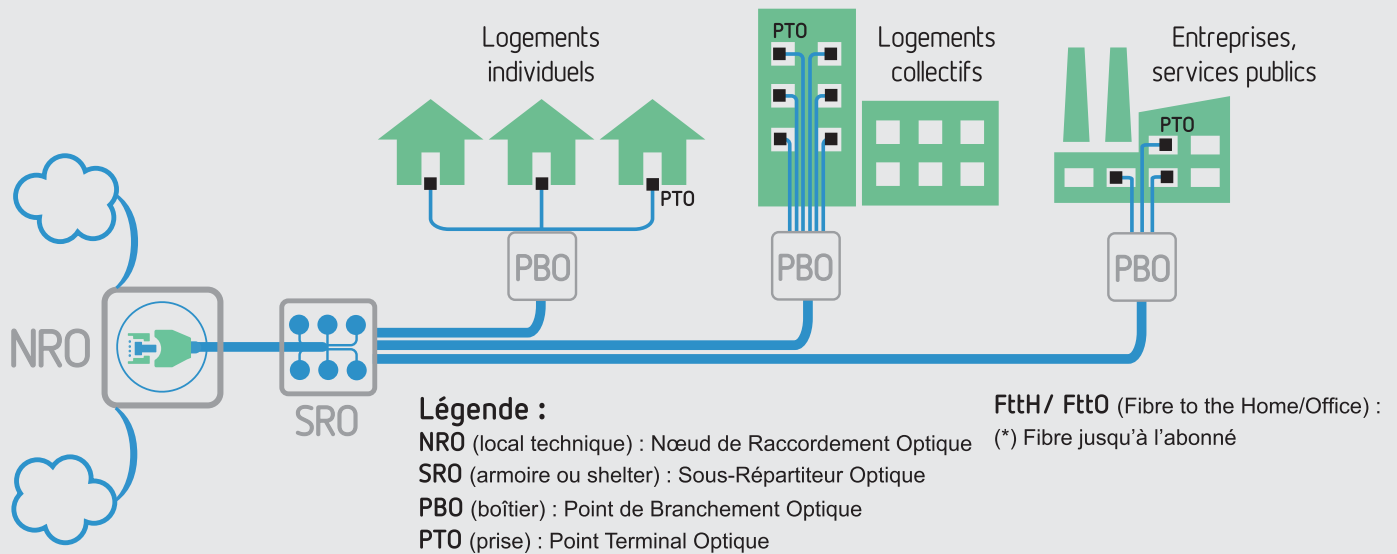 Logements
individuels
PTO
Logements
collectifs
Entreprises,
services publics
PTO
PTO
PBO
PBO
PBO
NRO
SRO
Légende :
NRO (local technique) : Nœud de Raccordement Optique
SRO (armoire ou shelter) : Sous-Répartiteur Optique
PBO (boîtier) : Point de Branchement Optique
PTO (prise) : Point Terminal Optique
FttH/ FttO (Fibre to the Home/Office) :
(*) Fibre jusqu'à l'abonné